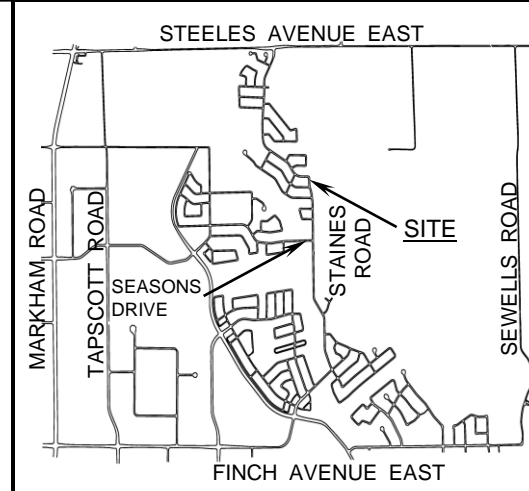 STEELES AVENUE EAST
MARKHAM ROAD
TAPSCOTT ROAD
SEASONS
DRIVE
STAINES
ROAD
SITE
SEWELLS ROAD
FINCH AVENUE EAST